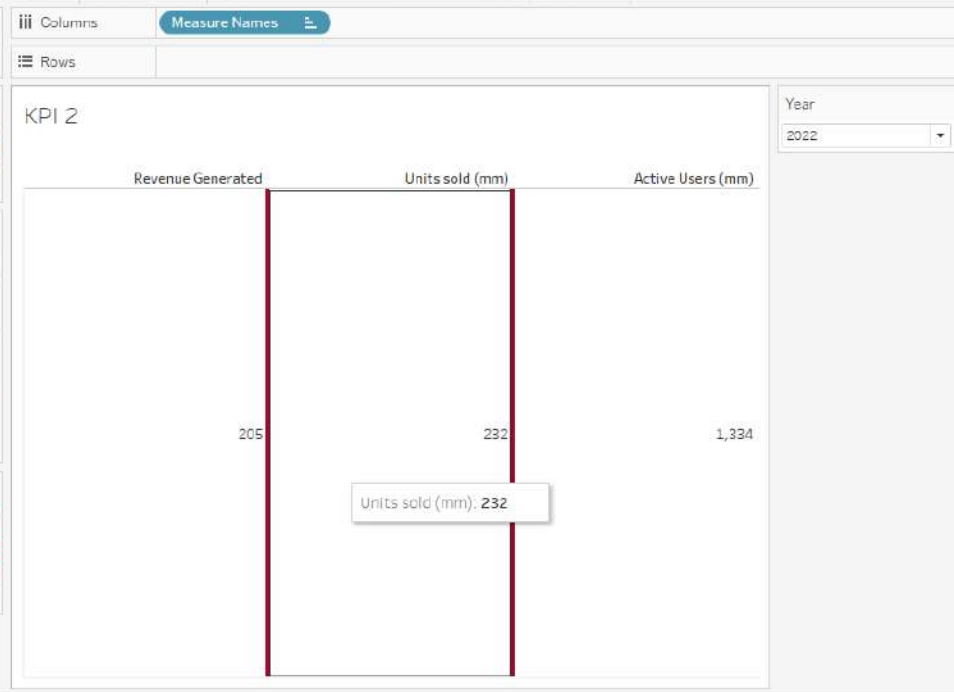 Columns
Measure Names
Rows
KPI 2
Year
2022
Revenue Generated Units sold (mm) Active Users (mm)
205 232 1,334
Units sold (mm): 232